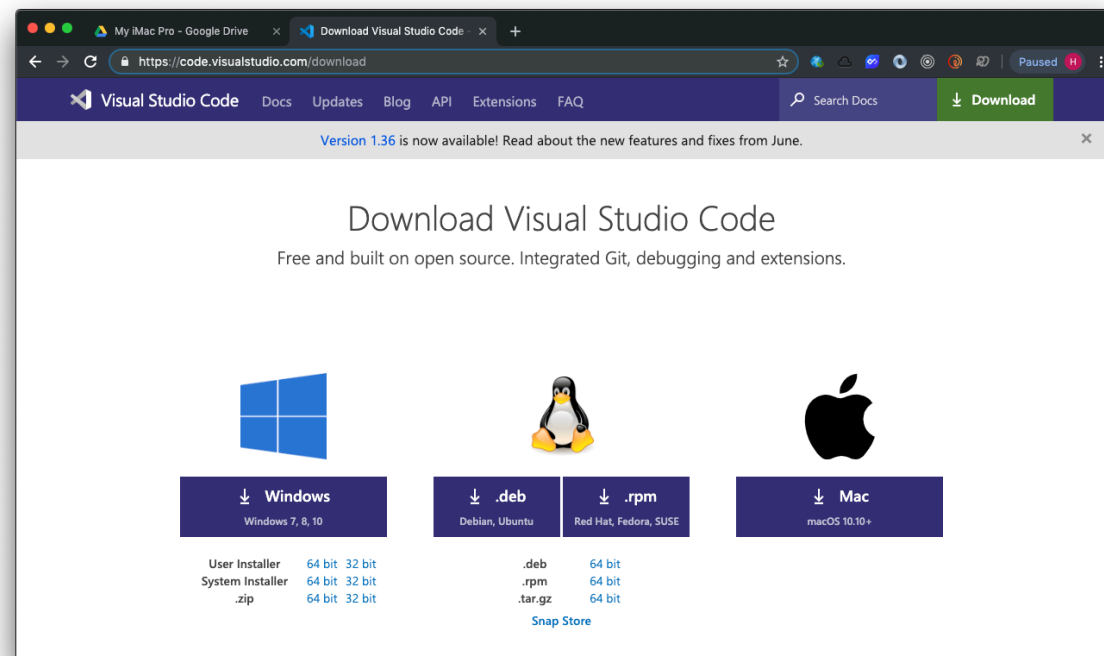 My iMac Pro - Google Drive
Download Visual Studio Code -
https://code.visualstudio.com/download
Paused H
Visual Studio Code Docs Updates Blog API Extensions FAQ Search Docs Download
Version 1.36 is now available! Read about the new features and fixes from June.
Download Visual Studio Code
Free and built on open source. Integrated Git, debugging and extensions.
Windows
Windows 7, 8, 10
.deb
Debian, Ubuntu
.rpm
Red Hat, Fedora, SUSE
Mac
macOS 10.10+
User Installer 64 bit 32 bit
System Installer 64 bit 32 bit
.zip 64 bit 32 bit
.deb 64 bit
.rpm 64 bit
.tar.gz 64 bit
Snap Store